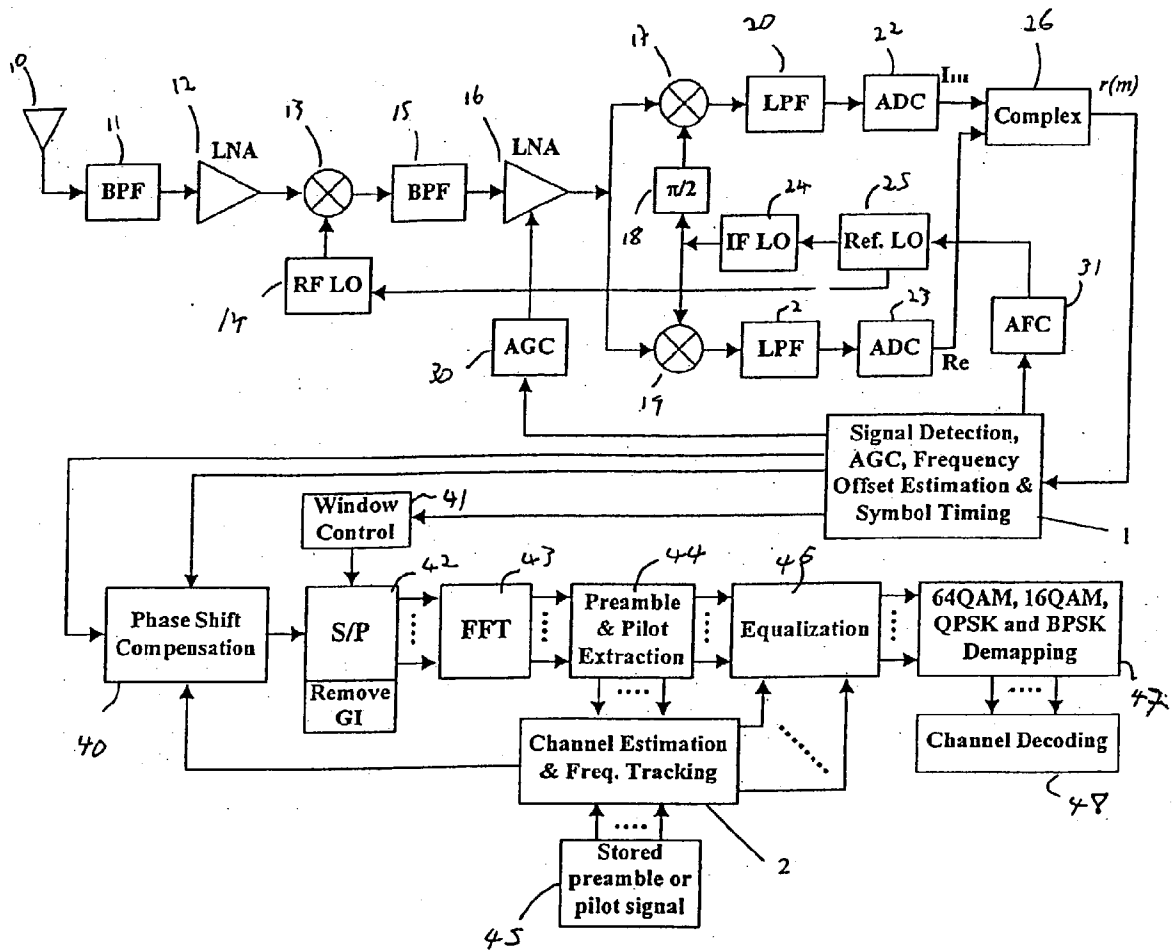 10
11
BPF
12
LNA
13
14
RF LO
15
BPF
16
LNA
17
18
π/2
19
20
LPF
22
ADC
Im
26
Complex
r(m)
24
IF LO
25
Ref. LO
2
LPF
23
ADC
Re
31
AFC
30
AGC
Signal Detection,
AGC, Frequency
Offset Estimation &
Symbol Timing
1
Window
Control
41
Phase Shift
Compensation
40
42
S/P
Remove
GI
43
FFT
44
Preamble
& Pilot
Extraction
Equalization
64QAM, 16QAM,
QPSK and BPSK
Demapping
47
Channel Estimation
& Freq. Tracking
2
Channel Decoding
48
Stored
preamble or
pilot signal
45